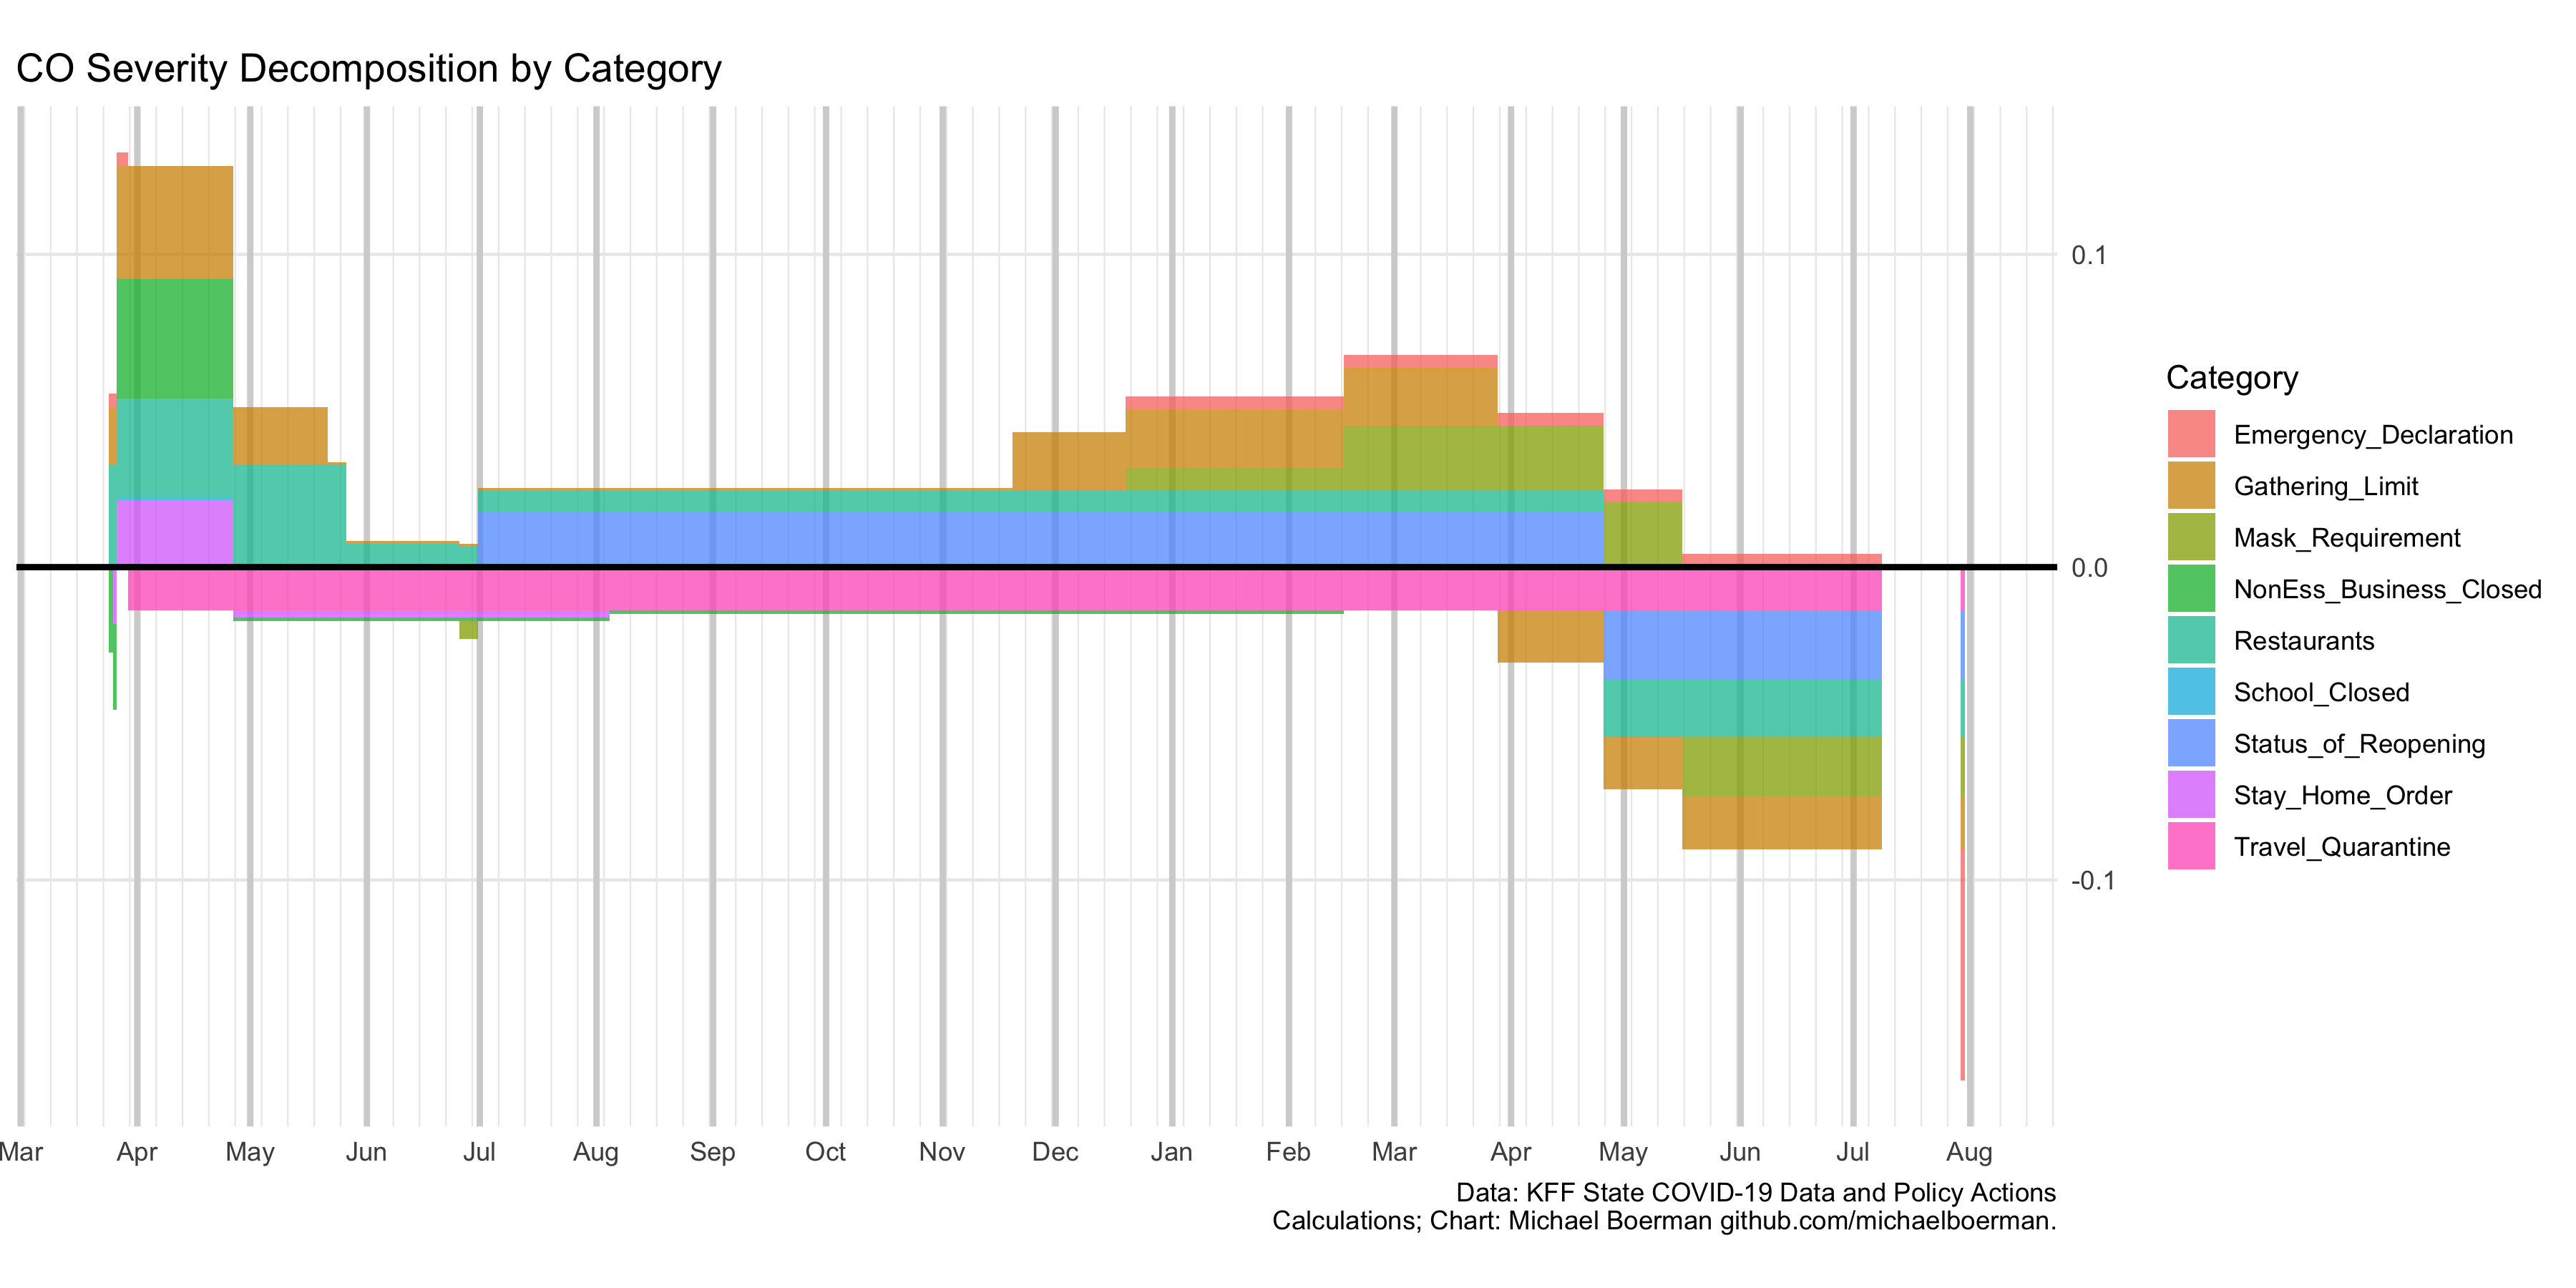 CO Severity Decomposition by Category
0.1
0.0
-0.1
Category
Emergency_Declaration
Gathering_Limit
Mask_Requirement
NonEss_Business_Closed
Restaurants
School_Closed
Status_of_Reopening
Stay_Home_Order
Travel_Quarantine
Mar Apr May Jun Jul Aug Sep Oct Nov Dec Jan Feb Mar Apr May Jun Jul Aug
Data: KFF State COVID-19 Data and Policy Actions
Calculations; Chart: Michael Boerman github.com/michaelboerman.